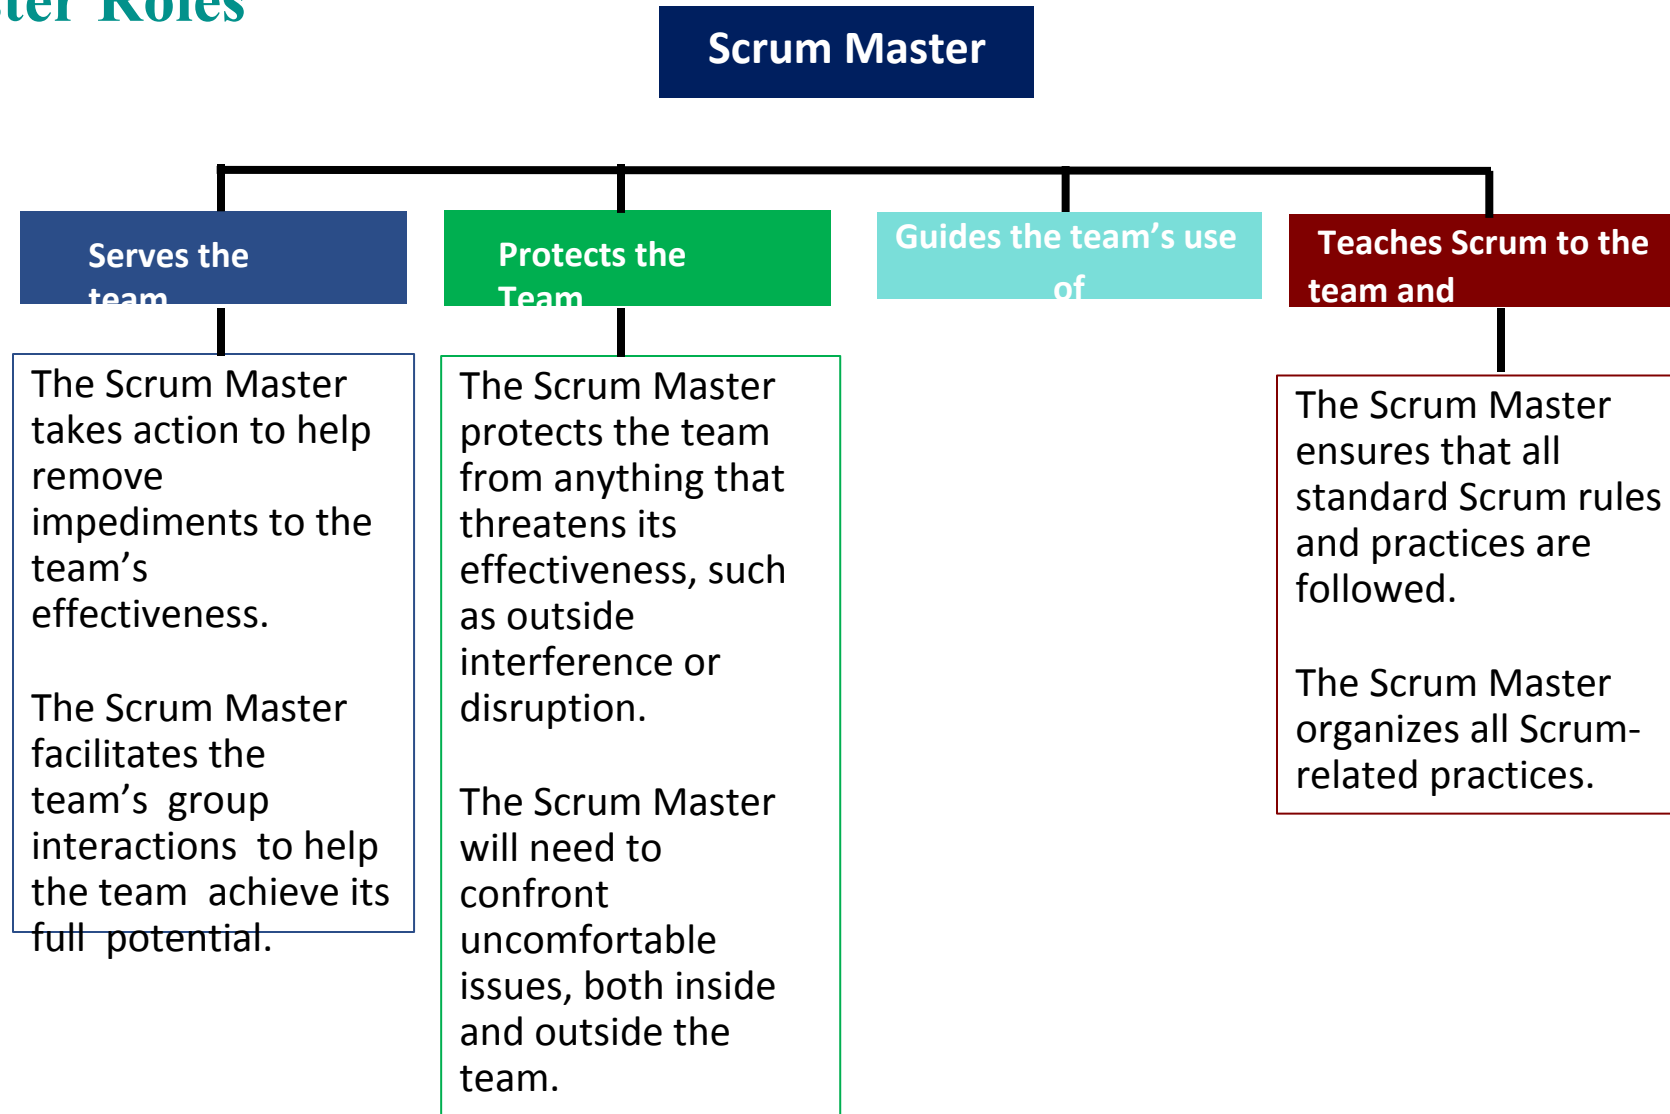 ster Roles
Scrum Master
Serves the
team
Protects the
Team
Guides the team’s use
of
Teaches Scrum to the
team and
The Scrum Master
takes action to help
remove
impediments to the
team’s
effectiveness.
The Scrum Master
facilitates the
team’s group
interactions to help
the team achieve its
full potential.
The Scrum Master
protects the team
from anything that
threatens its
effectiveness, such
as outside
interference or
disruption.
The Scrum Master
will need to
confront
uncomfortable
issues, both inside
and outside the
team.
The Scrum Master
ensures that all
standard Scrum rules
and practices are
followed.
The Scrum Master
organizes all Scrum-
related practices.